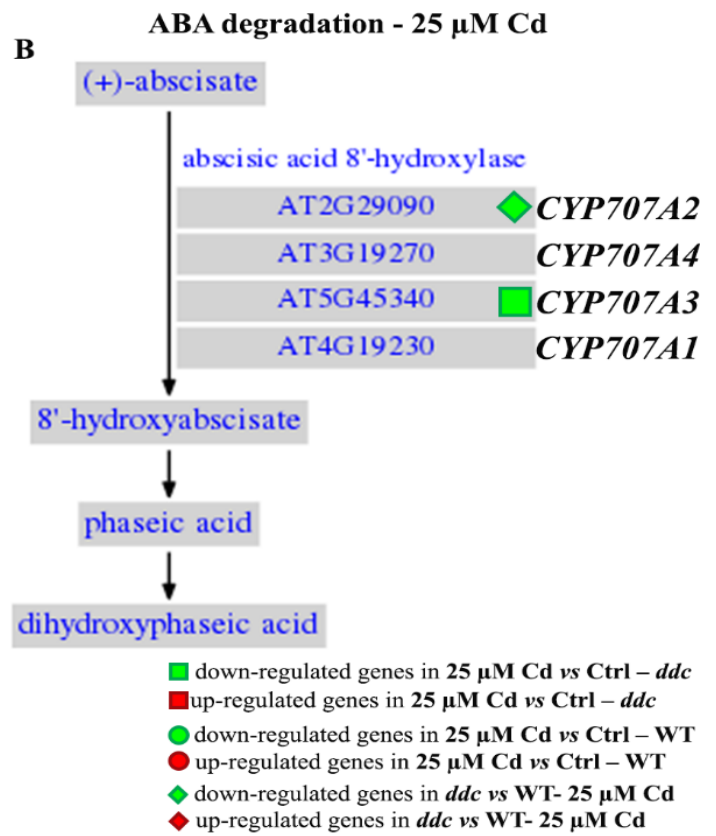 ABA degradation - 25 µM Cd
B
(+)-abscisate
abscisic acid 8'-hydroxylase
AT2G29090 CYP707A2
AT3G19270 CYP707A4
AT5G45340 CYP707A3
AT4G19230 CYP707A1
8'-hydroxyabscisate
phaseic acid
dihydroxyphaseic acid
down-regulated genes in 25 µM Cd vs Ctrl – ddc
up-regulated genes in 25 µM Cd vs Ctrl – ddc
down-regulated genes in 25 µM Cd vs Ctrl – WT
up-regulated genes in 25 µM Cd vs Ctrl – WT
down-regulated genes in ddc vs WT- 25 µM Cd
up-regulated genes in ddc vs WT- 25 µM Cd